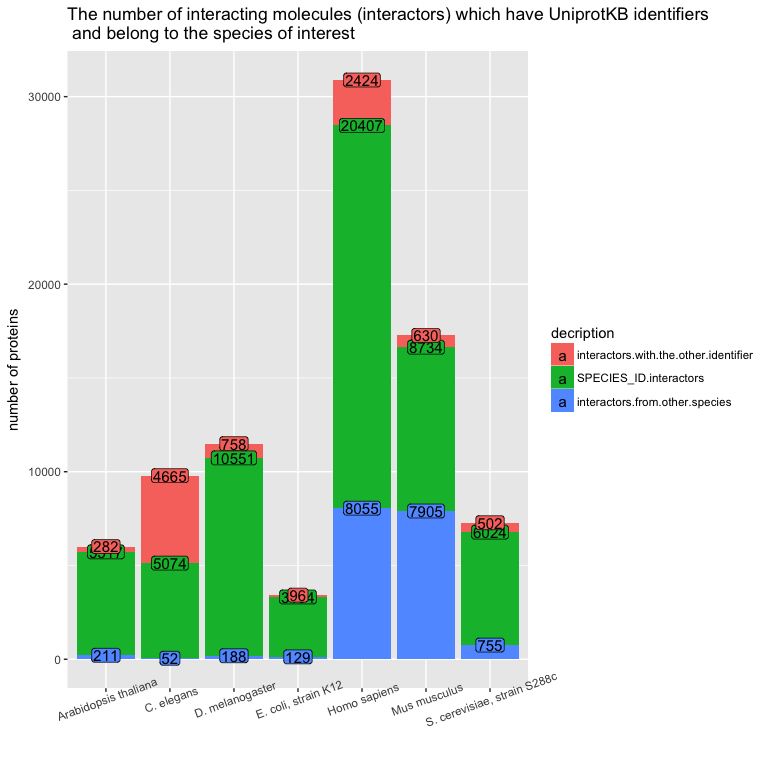 The number of interacting molecules (interactors) which have UniprotKB identifiers
and belong to the species of interest
number of proteins
30000
20000
10000
0
2424
20407
8055
630
8734
7905
758
10551
188
4665
5074
52
282
211
396
129
502
6024
755
Arabidopsis thaliana
C. elegans
D. melanogaster
E. coli, strain K12
Homo sapiens
Mus musculus
S. cerevisiae, strain S288c
decription
a interactors.with.the.other.identifier
a SPECIES_ID.interactors
a interactors.from.other.species